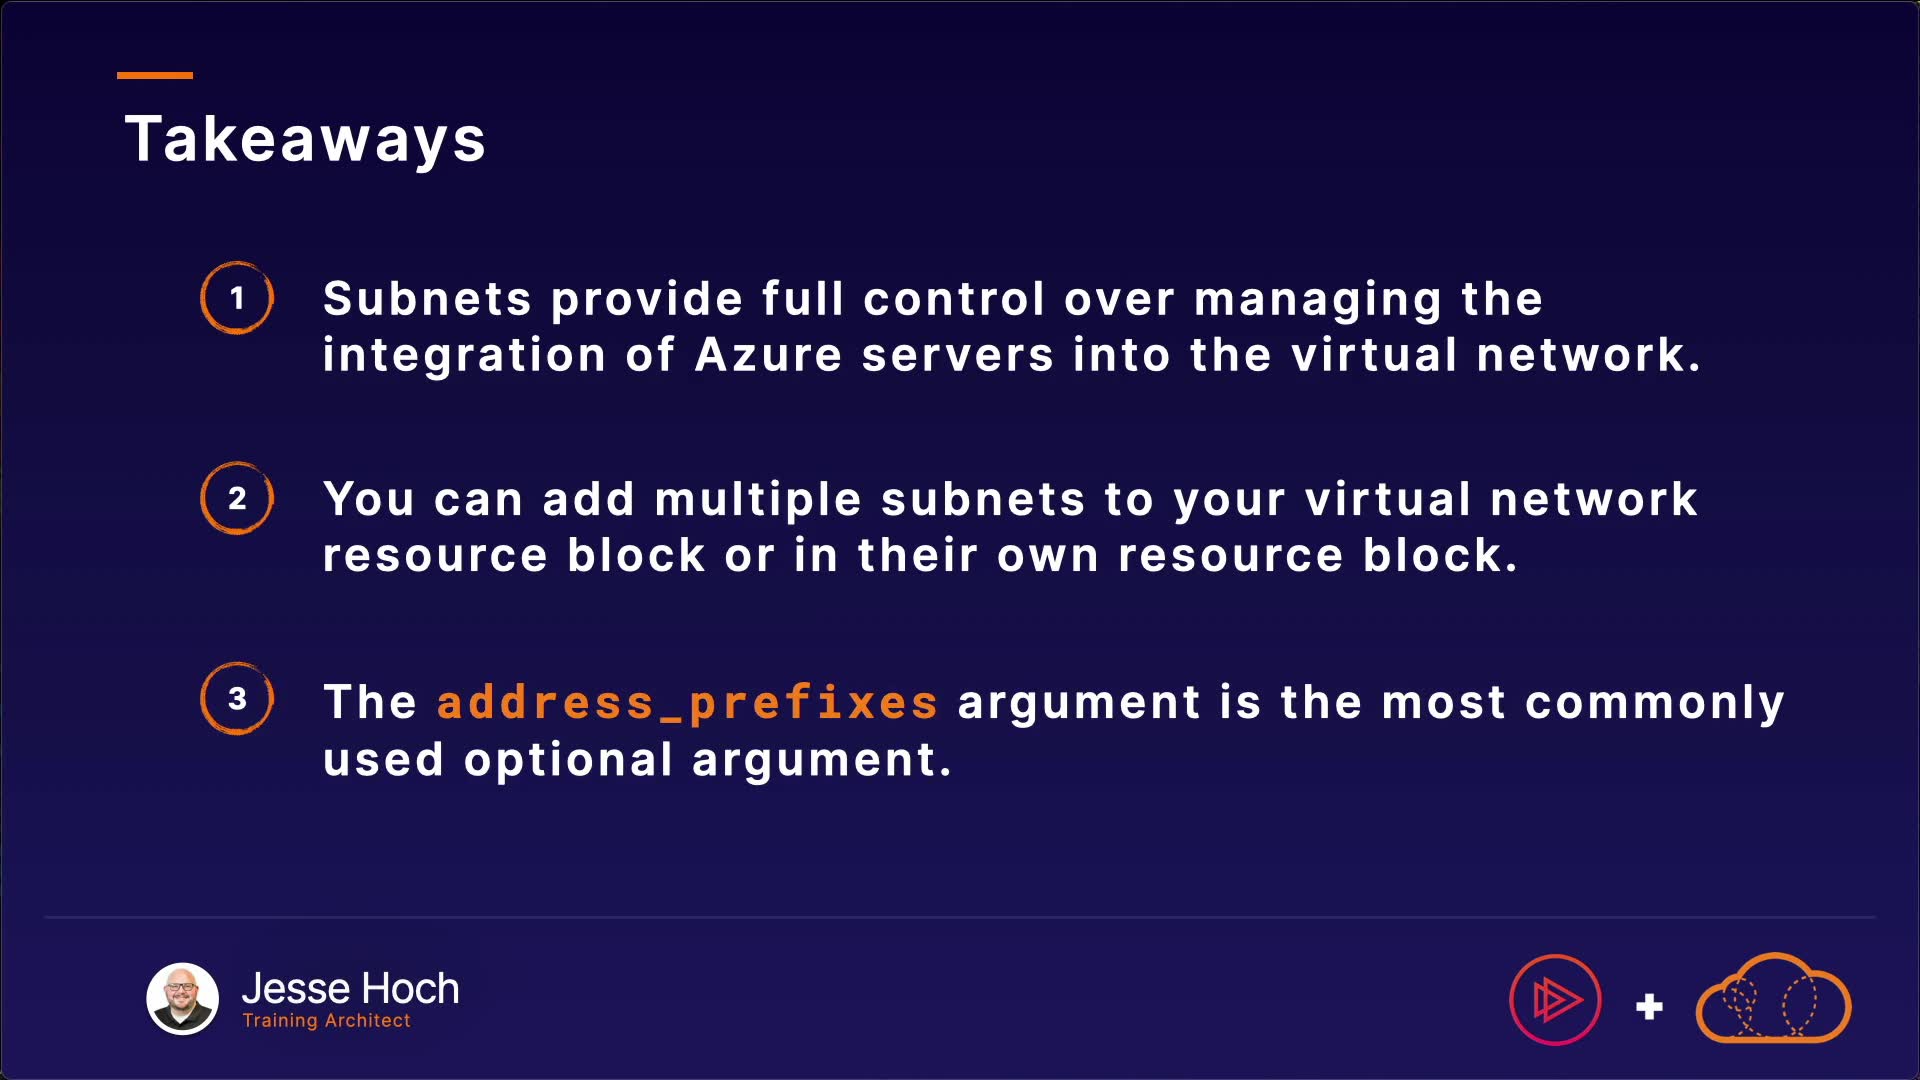 Takeaways
1
Subnets provide full control over managing the
integration of Azure servers into the virtual network.
2
You can add multiple subnets to your virtual network
resource block or in their own resource block.
3
The address_prefixes argument is the most commonly
used optional argument.
Jesse Hoch
Training Architect